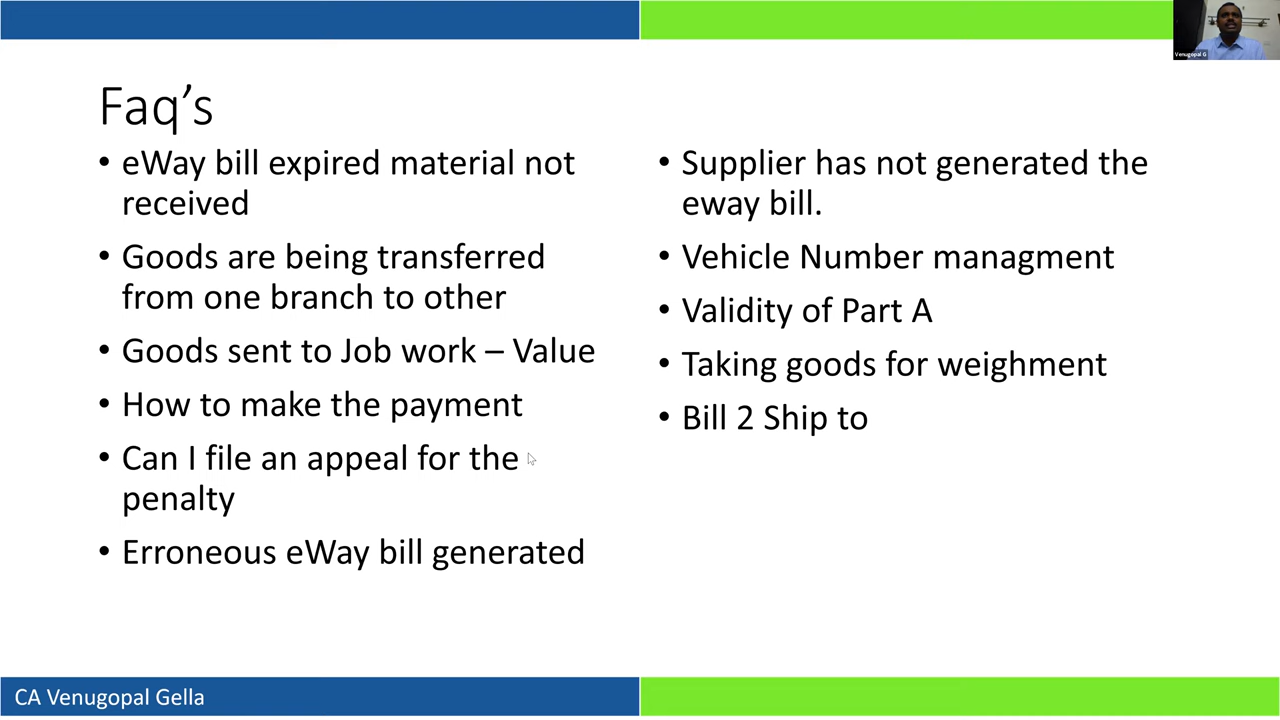 Venugopal G
Faq’s
• eWay bill expired material not
received
• Goods are being transferred
from one branch to other
• Goods sent to Job work – Value
• How to make the payment
• Can I file an appeal for the
penalty
• Erroneous eWay bill generated
• Supplier has not generated the
eway bill.
• Vehicle Number managment
• Validity of Part A
• Taking goods for weighment
• Bill 2 Ship to
CA Venugopal Gella